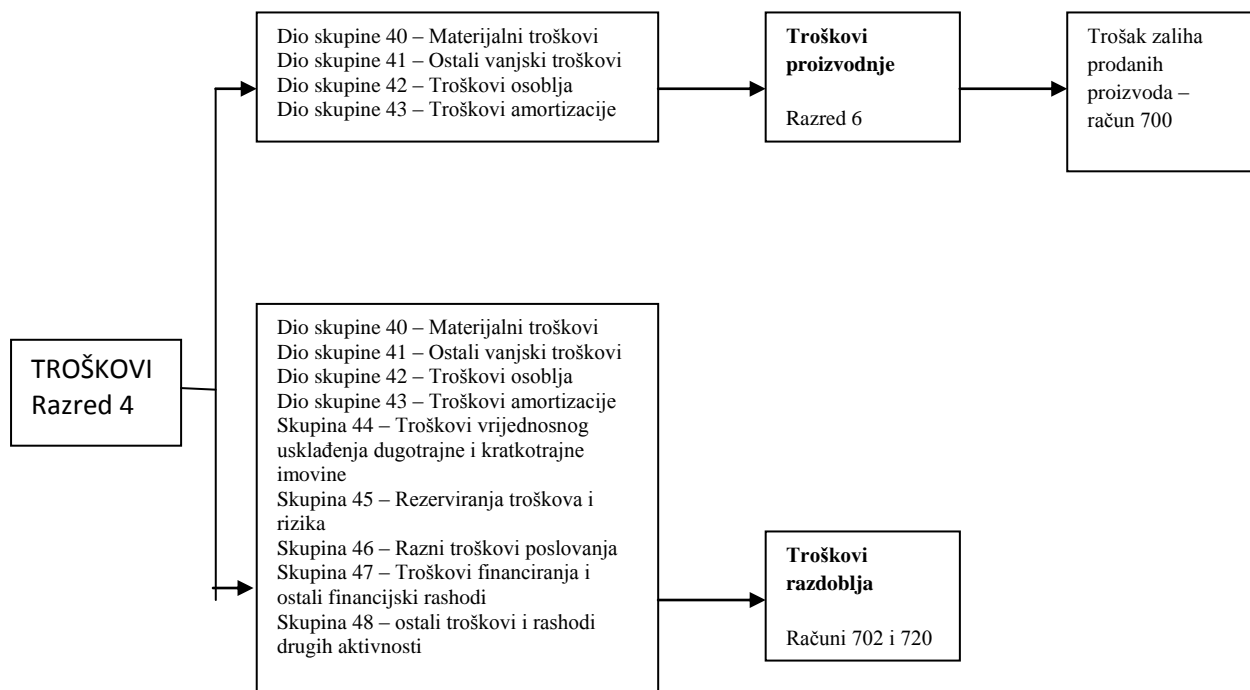 Dio skupine 40 – Materijalni troškovi
Dio skupine 41 – Ostali vanjski troškovi
Dio skupine 42 – Troškovi osoblja
Dio skupine 43 – Troškovi amortizacije
Troškovi
proizvodnje
Razred 6
Trošak zaliha
prodanih
proizvoda –
račun 700
TROŠKOVI
Razred 4
Dio skupine 40 – Materijalni troškovi
Dio skupine 41 – Ostali vanjski troškovi
Dio skupine 42 – Troškovi osoblja
Dio skupine 43 – Troškovi amortizacije
Skupina 44 – Troškovi vrijednosnog
usklađenja dugotrajne i kratkotrajne
imovine
Skupina 45 – Rezerviranja troškova i
rizika
Skupina 46 – Razni troškovi poslovanja
Skupina 47 – Troškovi financiranja i
ostali financijski rashodi
Skupina 48 – ostali troškovi i rashodi
drugih aktivnosti
Troškovi
razdoblja
Računi 702 i 720